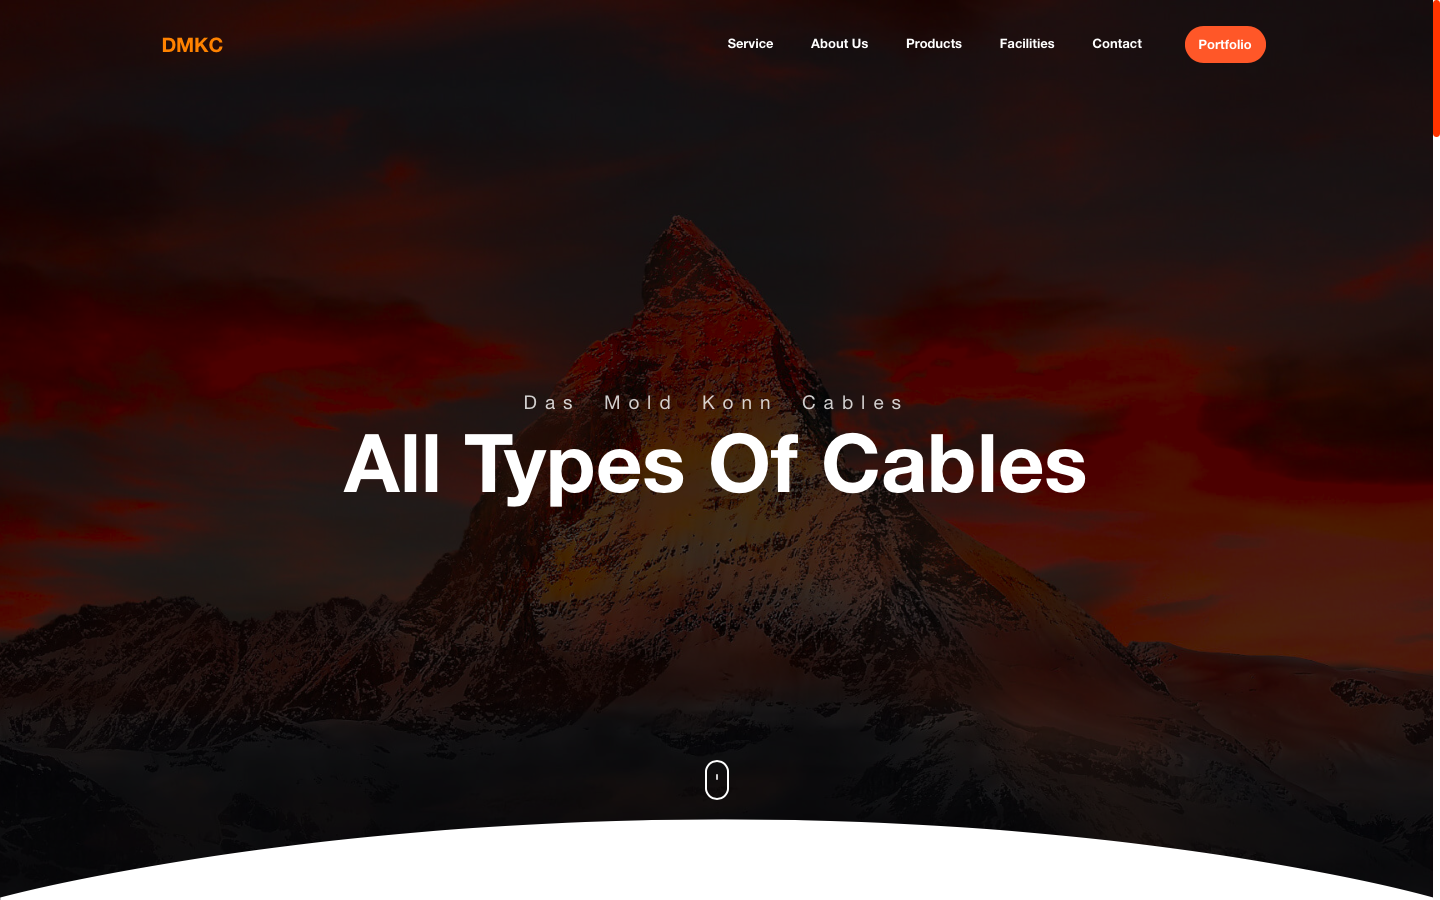 DMKC
Service
About Us
Products
Facilities
Contact
Portfolio
Das Mold Konn Cables
All Types Of Cables